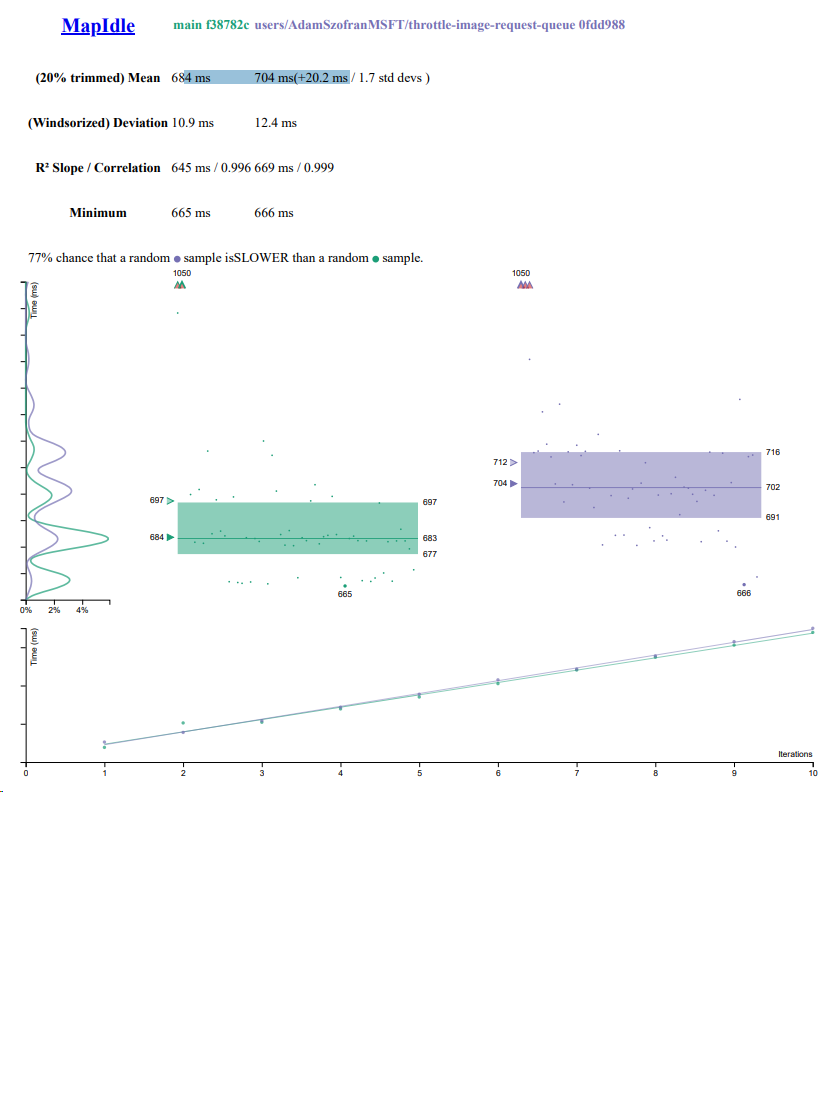 MapIdle main f38782c users/AdamSzofranMSFT/throttle-image-request-queue 0fdd988
(20% trimmed) Mean 684 ms 704 ms(+20.2 ms / 1.7 std devs )
(Windsorized) Deviation 10.9 ms 12.4 ms
R² Slope / Correlation 645 ms / 0.996 669 ms / 0.999
Minimum 665 ms 666 ms
77% chance that a random sample isSLOWER than a random sample.
1050 1050
Time (ms)
716
712
697 697
704 702
691
684 683
677
665 666
0% 2% 4%
Time (ms)
Iterations
0 1 2 3 4 5 6 7 8 9 10